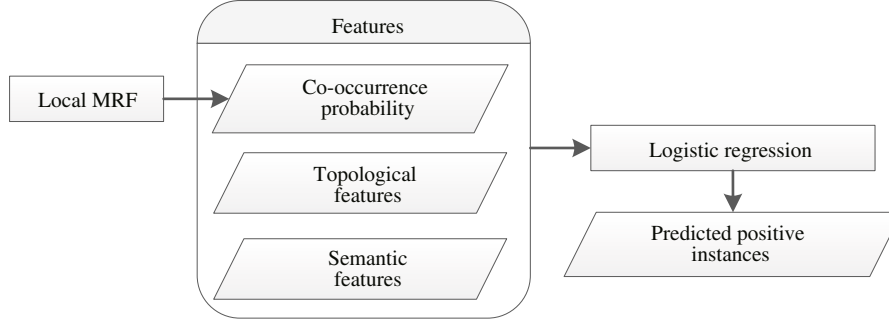 Features
Local MRF
Co-occurrence
probability
Topological
features
Semantic
features
Logistic regression
Predicted positive
instances